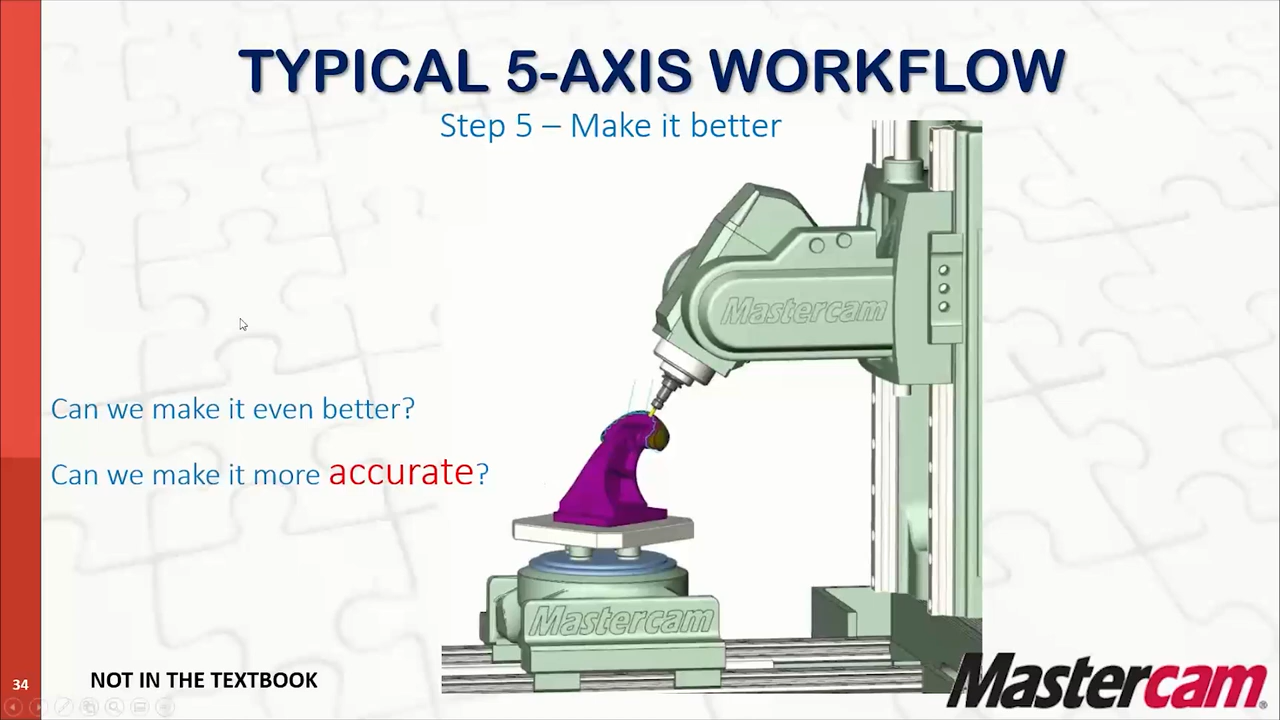 TYPICAL 5-AXIS WORKFLOW
Step 5 – Make it better
Mastercam
Can we make it even better?
Can we make it more accurate?
Mastercam
34
NOT IN THE TEXTBOOK
Mastercam®